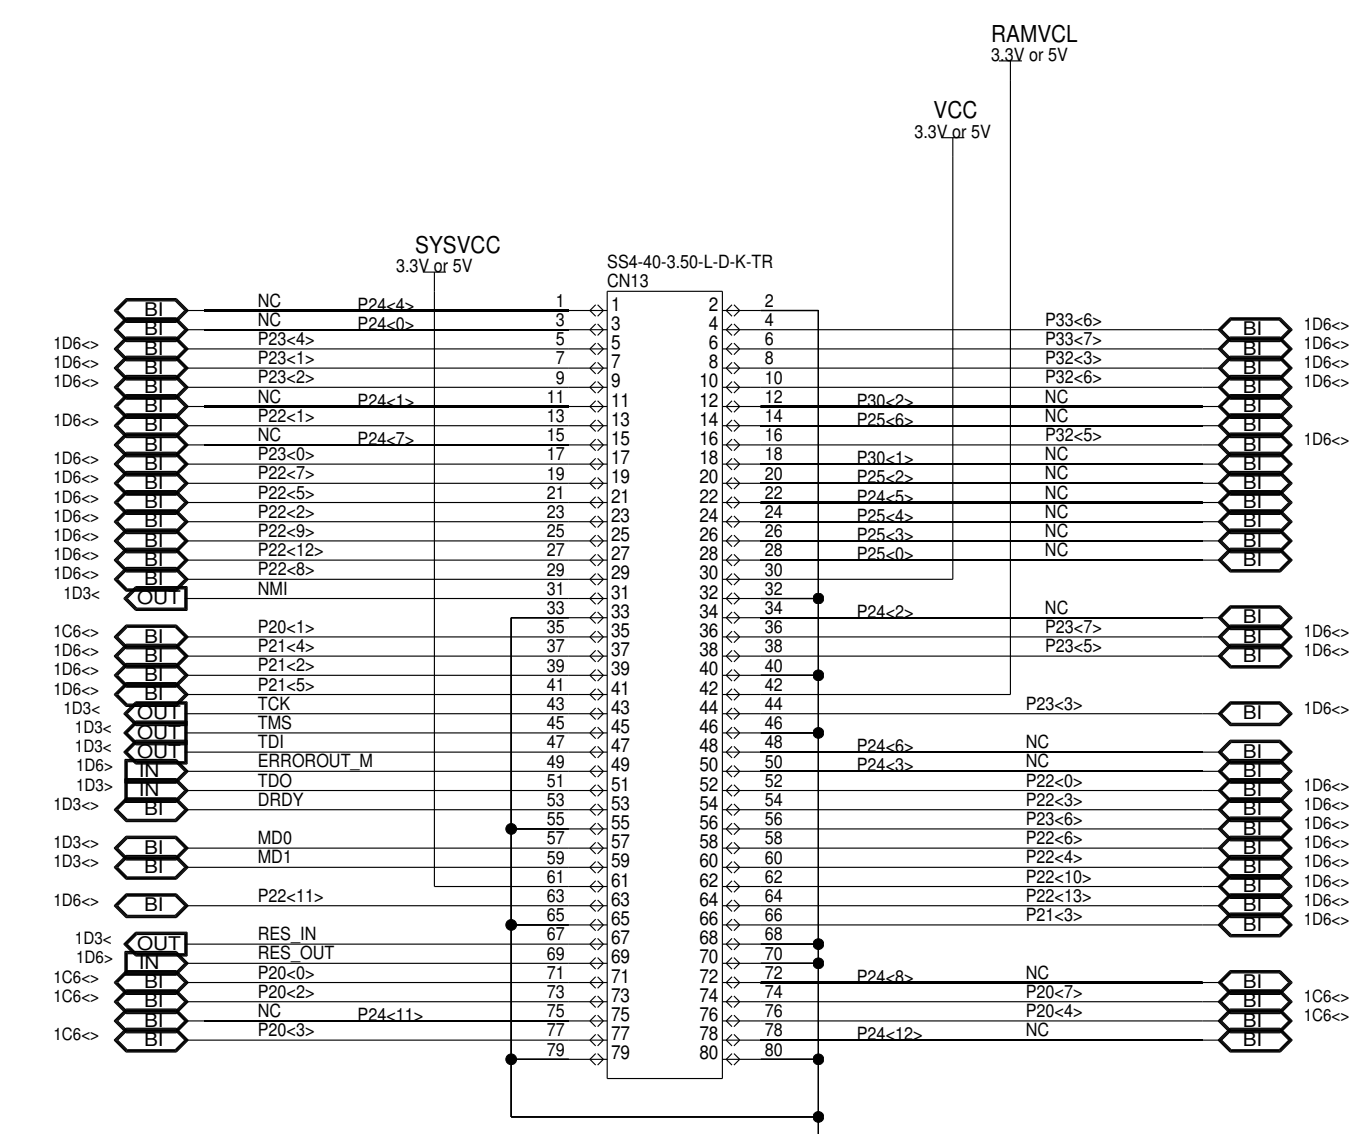 RAMVCL
3.3V or 5V
VCC
3.3V or 5V
SYSVCC
3.3V or 5V
SS4-40-3.50-L-D-K-TR
CN13
BI NC P24<4> 1 1 2 2
BI NC P24<0> 3 3 4 4 P33<6> BI 1D6<>
1D6<> BI P23<4> 5 5 6 6 P33<7> BI 1D6<>
1D6<> BI P23<1> 7 7 8 8 P32<3> BI 1D6<>
1D6<> BI P23<2> 9 9 10 10 P32<6> BI 1D6<>
BI NC P24<1> 11 11 12 12 P30<2> NC BI
1D6<> BI P22<1> 13 13 14 14 P25<6> NC BI
BI NC P24<7> 15 15 16 16 P32<5> BI 1D6<>
1D6<> BI P23<0> 17 17 18 18 P30<1> NC BI
1D6<> BI P22<7> 19 19 20 20 P25<2> NC BI
1D6<> BI P22<5> 21 21 22 22 P24<5> NC BI
1D6<> BI P22<2> 23 23 24 24 P25<4> NC BI
1D6<> BI P22<9> 25 25 26 26 P25<3> NC BI
1D6<> BI P22<12> 27 27 28 28 P25<0> NC BI
1D6<> BI P22<8> 29 29 30 30
1D3< OUT NMI 31 31 32 32
33 33 34 34 P24<2> NC BI
1C6<> BI P20<1> 35 35 36 36 P23<7> BI 1D6<>
1D6<> BI P21<4> 37 37 38 38 P23<5> BI 1D6<>
1D6<> BI P21<2> 39 39 40 40
1D6<> BI P21<5> 41 41 42 42
1D3< OUT TCK 43 43 44 44 P23<3> BI 1D6<>
1D3< OUT TMS 45 45 46 46
1D3< OUT TDI 47 47 48 48 P24<6> NC BI
1D6> IN ERROROUT_M 49 49 50 50 P24<3> NC BI
1D3> IN TDO 51 51 52 52 P22<0> BI 1D6<>
1D3<> BI DRDY 53 53 54 54 P22<3> BI 1D6<>
55 55 56 56 P23<6> BI 1D6<>
1D3<> BI MD0 57 57 58 58 P22<6> BI 1D6<>
1D3<> BI MD1 59 59 60 60 P22<4> BI 1D6<>
61 61 62 62 P22<10> BI 1D6<>
1D6<> BI P22<11> 63 63 64 64 P22<13> BI 1D6<>
65 65 66 66 P21<3> BI 1D6<>
1D3< OUT RES_IN 67 67 68 68
1D6> IN RES_OUT 69 69 70 70
1C6<> BI P20<0> 71 71 72 72 P24<8> NC BI
1C6<> BI P20<2> 73 73 74 74 P20<7> BI 1C6<>
BI NC P24<11> 75 75 76 76 P20<4> BI 1C6<>
1C6<> BI P20<3> 77 77 78 78 P24<12> NC BI
79 79 80 80